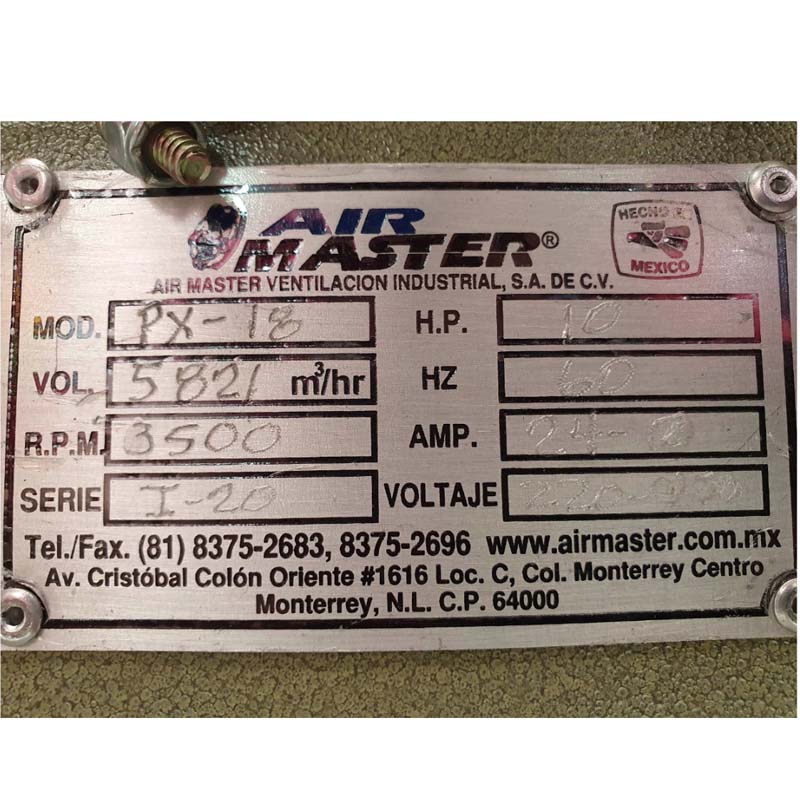 AIR
MASTER®
HECHO EN
MEXICO
AIR MASTER VENTILACION INDUSTRIAL, S.A. DE C.V.
MOD. PX-18 H.P. 10
VOL. 5821 m³/hr HZ 60
R.P.M. 3500 AMP.
SERIE I-20 VOLTAJE
Tel./Fax. (81) 8375-2683, 8375-2696 www.airmaster.com.mx
Av. Cristóbal Colón Oriente #1616 Loc. C, Col. Monterrey Centro
Monterrey, N.L. C.P. 64000